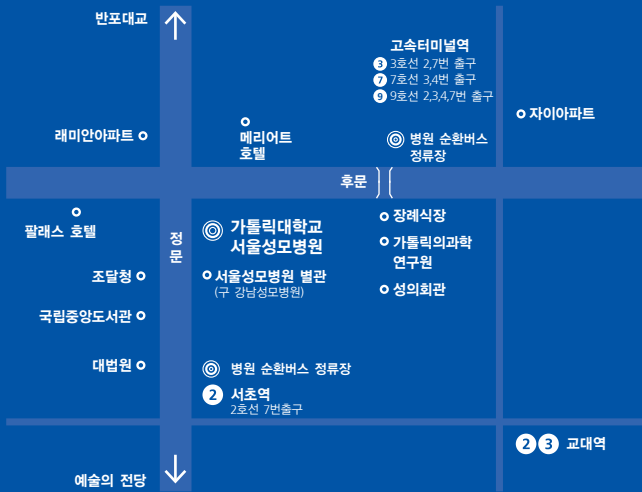 반포대교
고속터미널역
3 3호선 2,7번 출구
7 7호선 3,4번 출구
9 9호선 2,3,4,7번 출구
자이아파트
래미안아파트
메리어트
호텔
병원 순환버스
정류장
후문
팔래스 호텔
정
문
가톨릭대학교
서울성모병원
장례식장
가톨릭의과학
연구원
조달청
서울성모병원 별관
(구 강남성모병원)
성의회관
국립중앙도서관
대법원
병원 순환버스 정류장
2 서초역
2호선 7번출구
2 3 교대역
예술의 전당